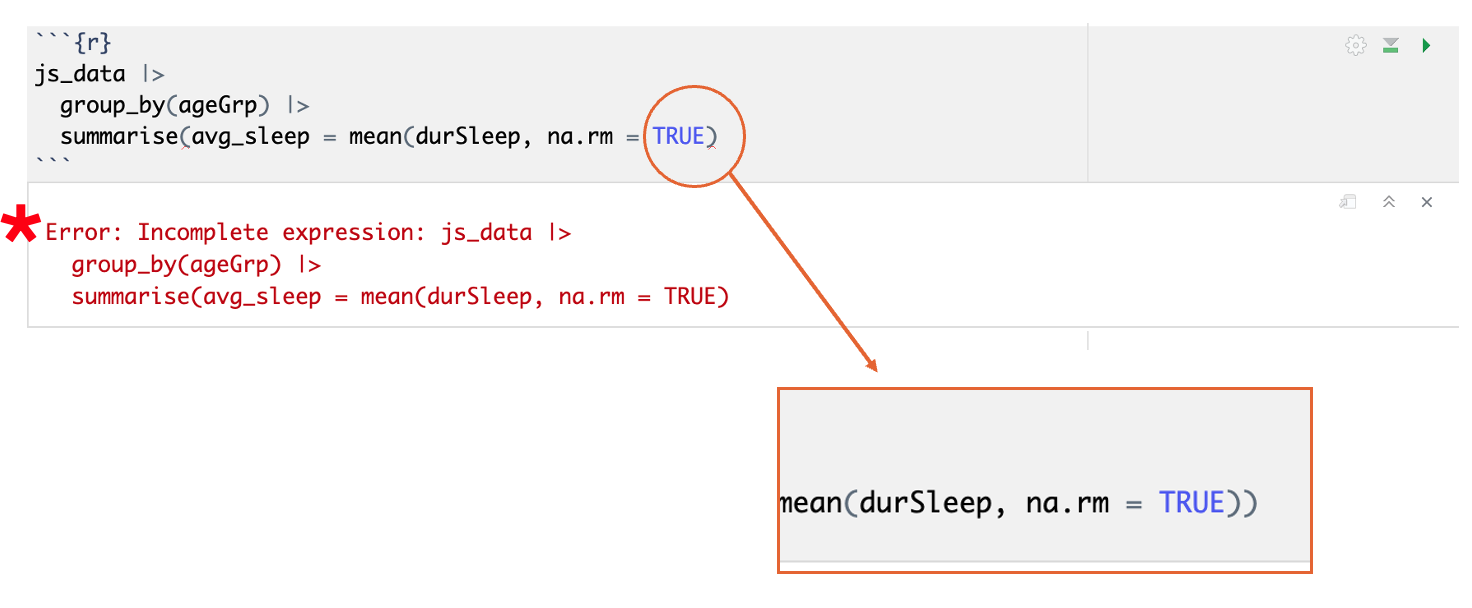 ```{r}
js_data |>
  group_by(ageGrp) |>
  summarise(avg_sleep = mean(durSleep, na.rm = TRUE)
```
* Error: Incomplete expression: js_data |>
  group_by(ageGrp) |>
  summarise(avg_sleep = mean(durSleep, na.rm = TRUE)
mean(durSleep, na.rm = TRUE))